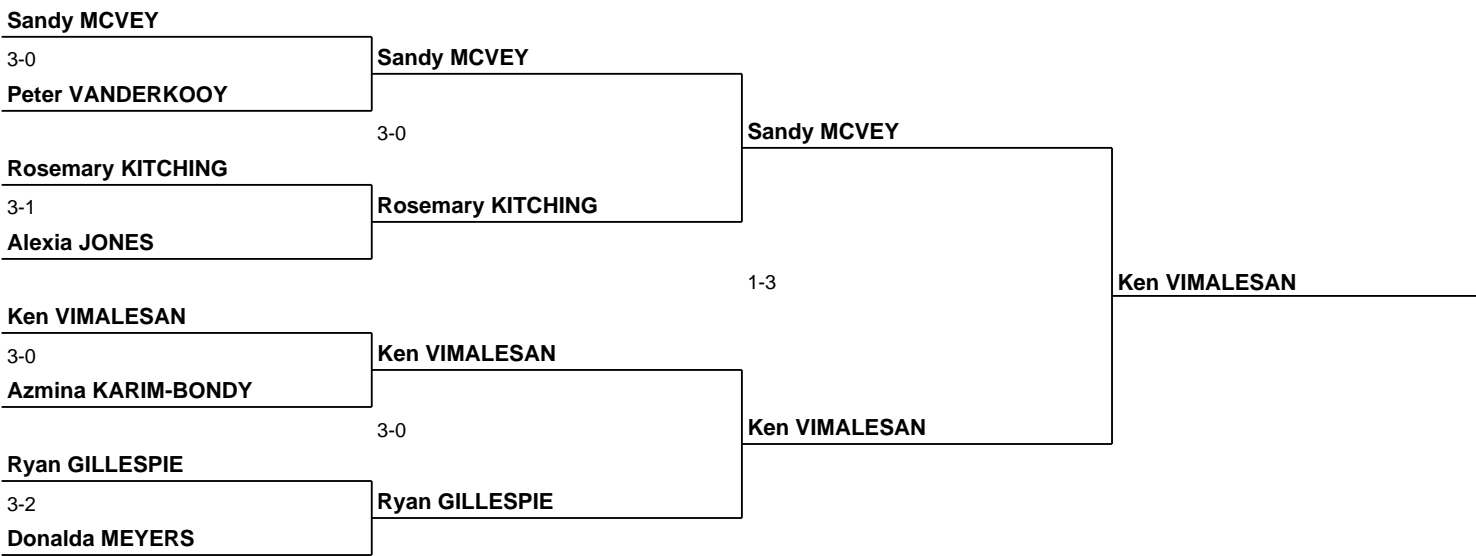 Sandy MCVEY
3-0
Sandy MCVEY
Peter VANDERKOOY
3-0
Sandy MCVEY
Rosemary KITCHING
3-1
Rosemary KITCHING
Alexia JONES
1-3
Ken VIMALESAN
Ken VIMALESAN
3-0
Ken VIMALESAN
Azmina KARIM-BONDY
3-0
Ken VIMALESAN
Ryan GILLESPIE
3-2
Ryan GILLESPIE
Donalda MEYERS